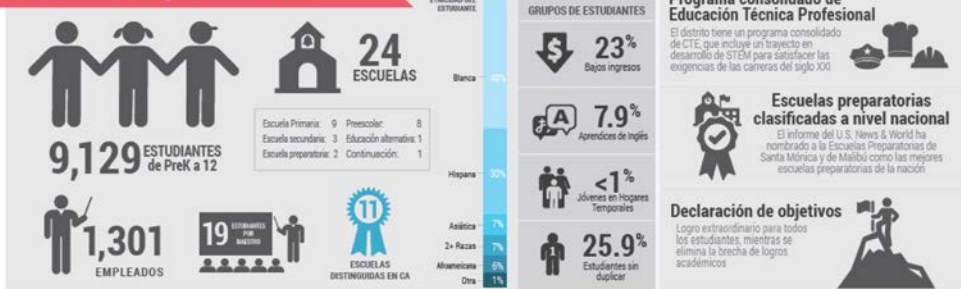 9,129 ESTUDIANTES
de PreK a 12
24
ESCUELAS
Escuela Primaria: 9 Preescolar: 8
Escuela secundaria: 3 Educación alternativa: 1
Escuela preparatoria: 2 Continuación: 1
1,301
EMPLEADOS
19 ESTUDIANTES
POR
MAESTRO
11
ESCUELAS
DISTINGUIDAS EN CA
ESTUDIANTE
Blanca 49%
Hispana 30%
Asiática 7%
2+ Razas 7%
Afroamericana 6%
Otra 1%
GRUPOS DE ESTUDIANTES
23%
Bajos ingresos
A
7.9%
Aprendices de Inglés
<1%
Jóvenes en Hogares
Temporales
1
25.9%
Estudiantes sin
duplicar
Programa consolidado de
Educación Técnica Profesional
El distrito tiene un programa consolidado
de CTE, que incluye un trayecto en
desarrollo de STEM para satisfacer las
exigencias de las carreras del siglo XXI
Escuelas preparatorias
clasificadas a nivel nacional
El informe del U.S. News & World ha
nombrado a la Escuelas Preparatorias de
Santa Mónica y de Malibú como las mejores
escuelas preparatorias de la nación
Declaración de objetivos
Logro extraordinario para todos
los estudiantes, mientras se
elimina la brecha de logros
académicos